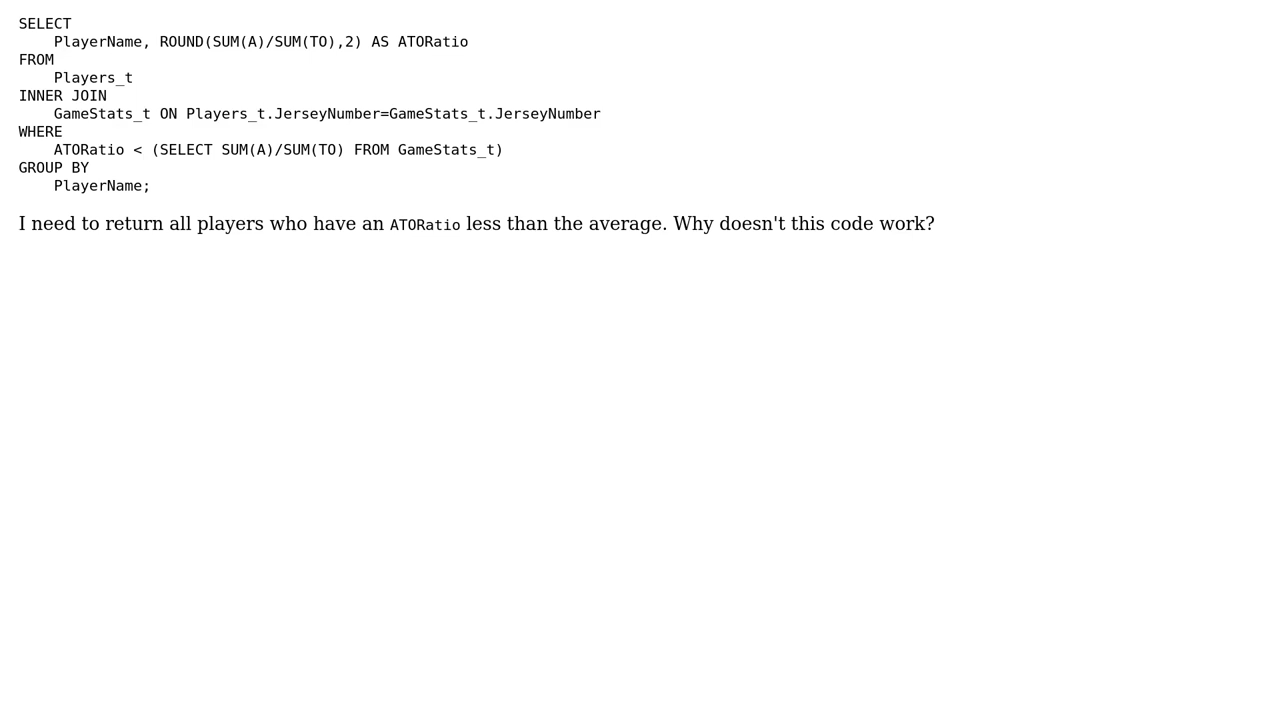 SELECT
    PlayerName, ROUND(SUM(A)/SUM(TO),2) AS ATORatio
FROM
    Players_t
INNER JOIN
    GameStats_t ON Players_t.JerseyNumber=GameStats_t.JerseyNumber
WHERE
    ATORatio < (SELECT SUM(A)/SUM(TO) FROM GameStats_t)
GROUP BY
    PlayerName;
I need to return all players who have an ATORatio less than the average. Why doesn't this code work?